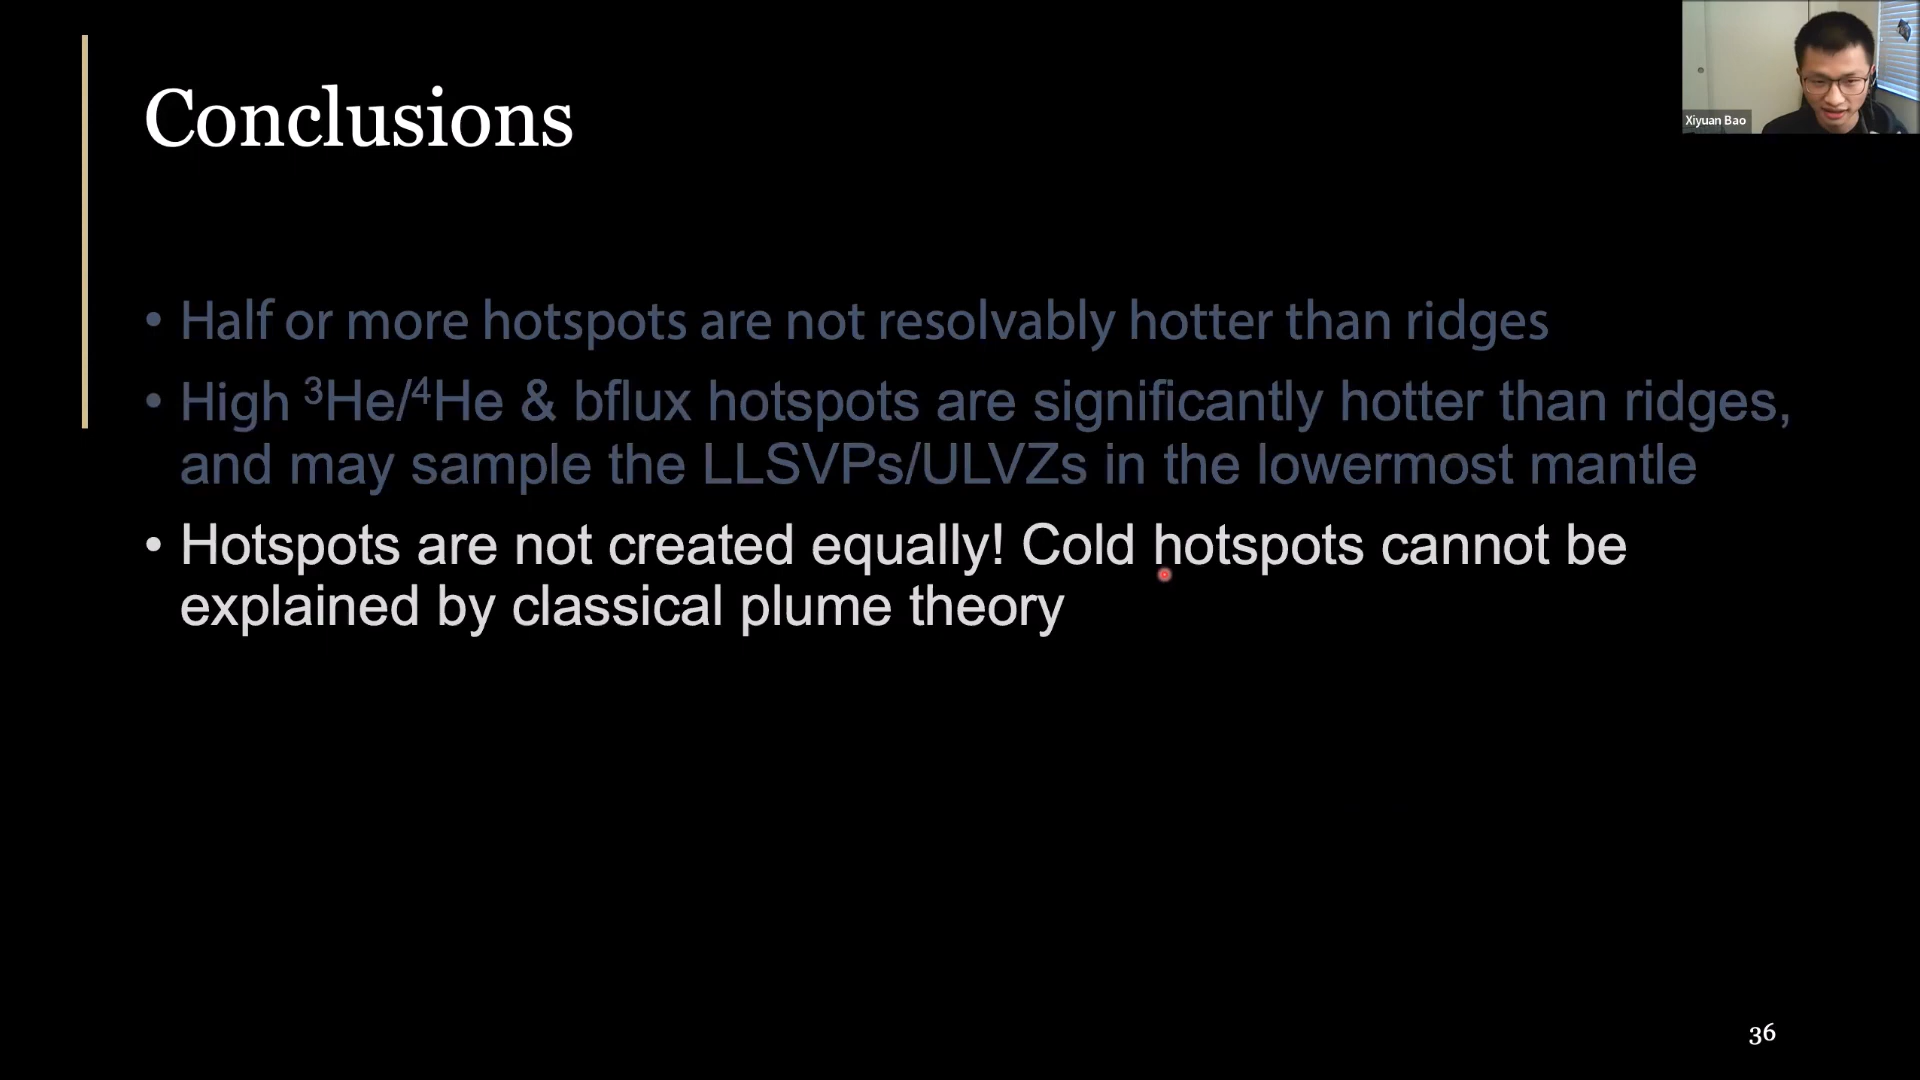 Conclusions
Xiyuan Bao
• Half or more hotspots are not resolvably hotter than ridges
• High ³He/⁴He & bflux hotspots are significantly hotter than ridges,
and may sample the LLSVPs/ULVZs in the lowermost mantle
• Hotspots are not created equally! Cold hotspots cannot be
explained by classical plume theory
36